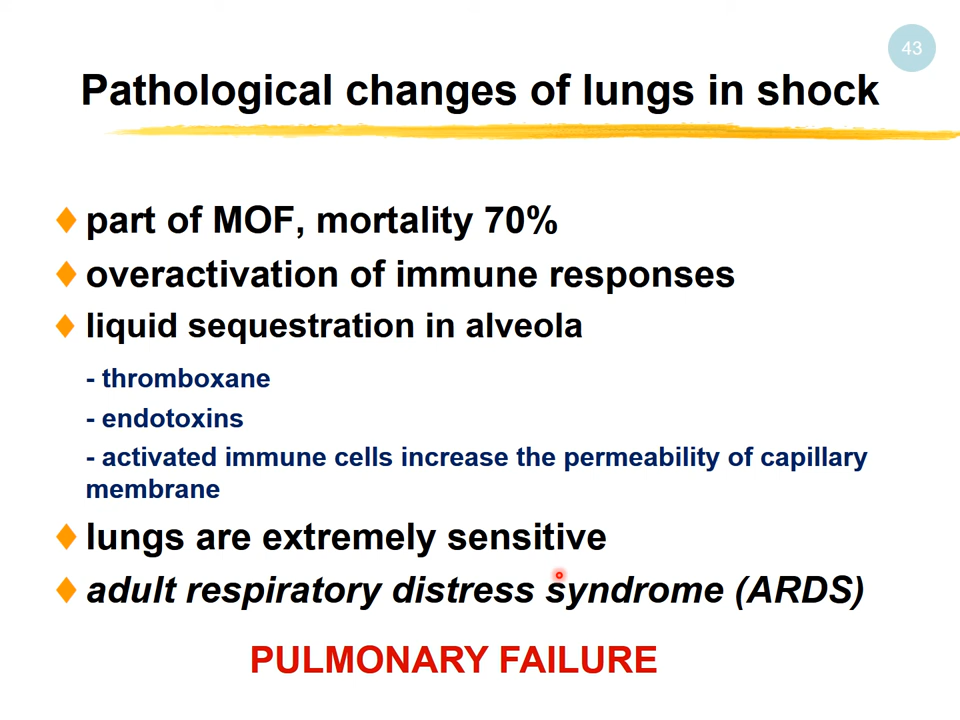 43
Pathological changes of lungs in shock
part of MOF, mortality 70%
overactivation of immune responses
liquid sequestration in alveola
- thromboxane
- endotoxins
- activated immune cells increase the permeability of capillary
membrane
lungs are extremely sensitive
adult respiratory distress syndrome (ARDS)
PULMONARY FAILURE